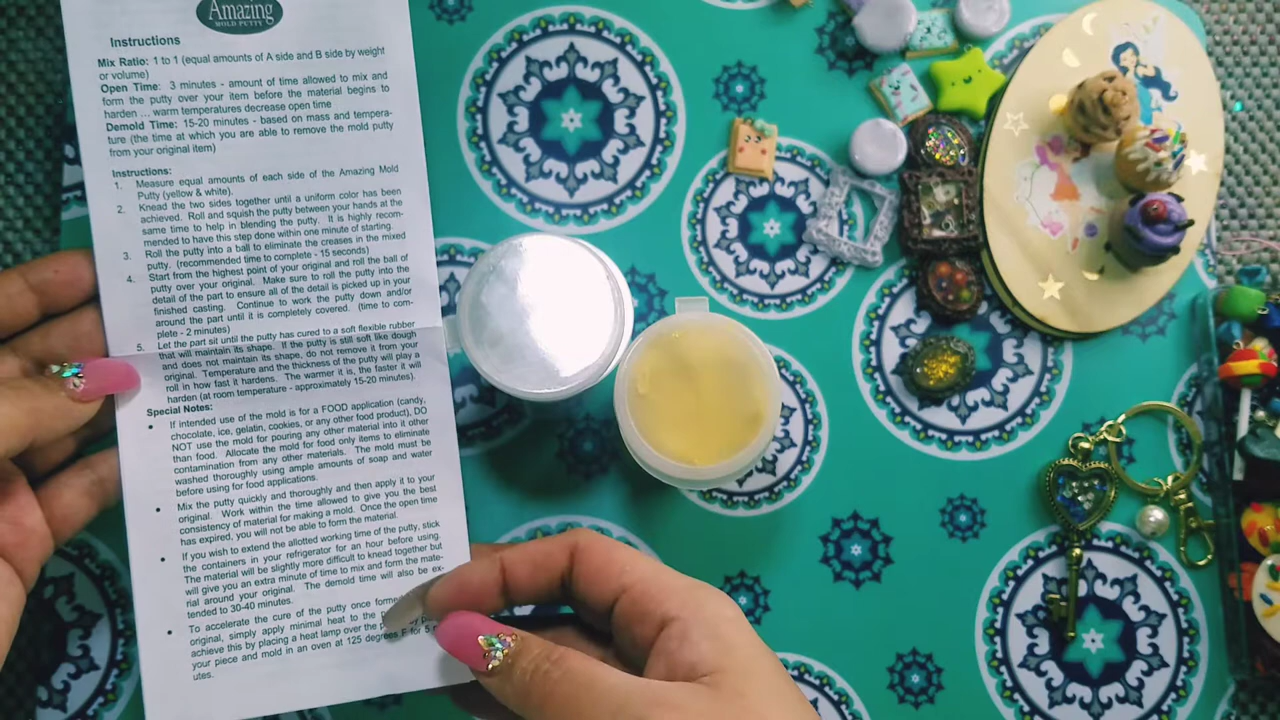 Amazing
MOLD PUTTY
Instructions
Mix Ratio: 1 to 1 (equal amounts of A side and B side by weight
or volume)
Open Time: 3 minutes - amount of time allowed to mix and
form the putty over your item before the material begins to
harden ... warm temperatures decrease open time
Demold Time: 15-20 minutes - based on mass and tempera-
ture (the time at which you are able to remove the mold putty
from your original item)
Instructions:
1. Measure equal amounts of each side of the Amazing Mold
Putty (yellow & white).
2. Knead the two sides together until a uniform color has been
achieved. Roll and squish the putty between your hands at the
same time to help in blending the putty. It is highly recom-
mended to have this step done within one minute of starting.
3. Roll the putty into a ball to eliminate the creases in the mixed
putty. (recommended time to complete - 15 seconds)
4. Start from the highest point of your original and roll the ball of
putty over your original. Make sure to roll the putty into the
detail of the part to ensure all of the detail is picked up in your
finished casting. Continue to work the putty down and/or
around the part until it is completely covered. (time to com-
plete - 2 minutes)
5. Let the part sit until the putty has cured to a soft flexible rubber
that will maintain its shape. If the putty is still soft like dough
and does not maintain its shape, do not remove it from your
original. Temperature and the thickness of the putty will play a
roll in how fast it hardens. The warmer it is, the faster it will
harden (at room temperature - approximately 15-20 minutes).
Special Notes:
• If intended use of the mold is for a FOOD application (candy,
chocolate, ice, gelatin, cookies, or any other food product), DO
NOT use the mold for pouring any other material into it other
than food. Allocate the mold for food only items to eliminate
contamination from any other materials. The mold must be
washed thoroughly using ample amounts of soap and water
before using for food applications.
• Mix the putty quickly and thoroughly and then apply it to your
original. Work within the time allowed to give you the best
consistency of material for making a mold. Once the open time
has expired, you will not be able to form the material.
• If you wish to extend the allotted working time of the putty, stick
the containers in your refrigerator for an hour before using.
The material will be slightly more difficult to knead together but
will give you an extra minute of time to mix and form the mate-
rial around your original. The demold time will also be ex-
tended to 30-40 minutes.
• To accelerate the cure of the putty once formed
original, simply apply minimal heat to the
achieve this by placing a heat lamp over the
your piece and mold in an oven at 125 degrees F for 5
utes.